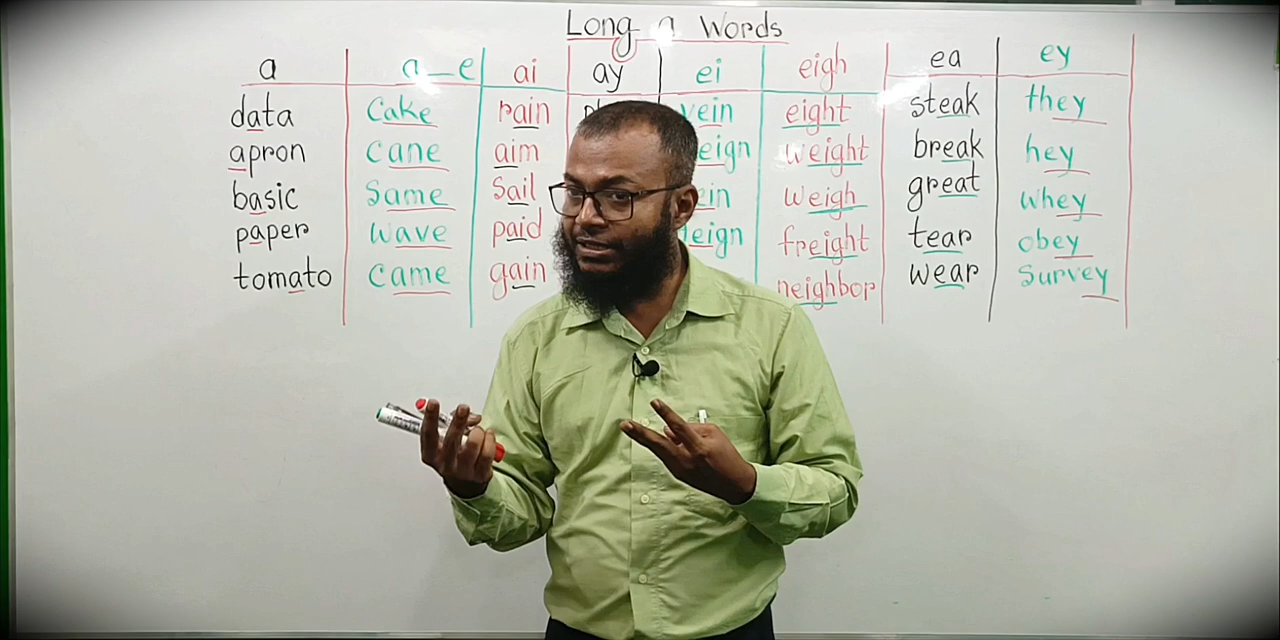 Long a Words
a a_e ai ay ei eigh ea ey
data cake rain vein eight steak they
apron cane aim weight break hey
basic same sail weigh great whey
paper wave paid freight tear obey
tomato came gain neighbor wear survey